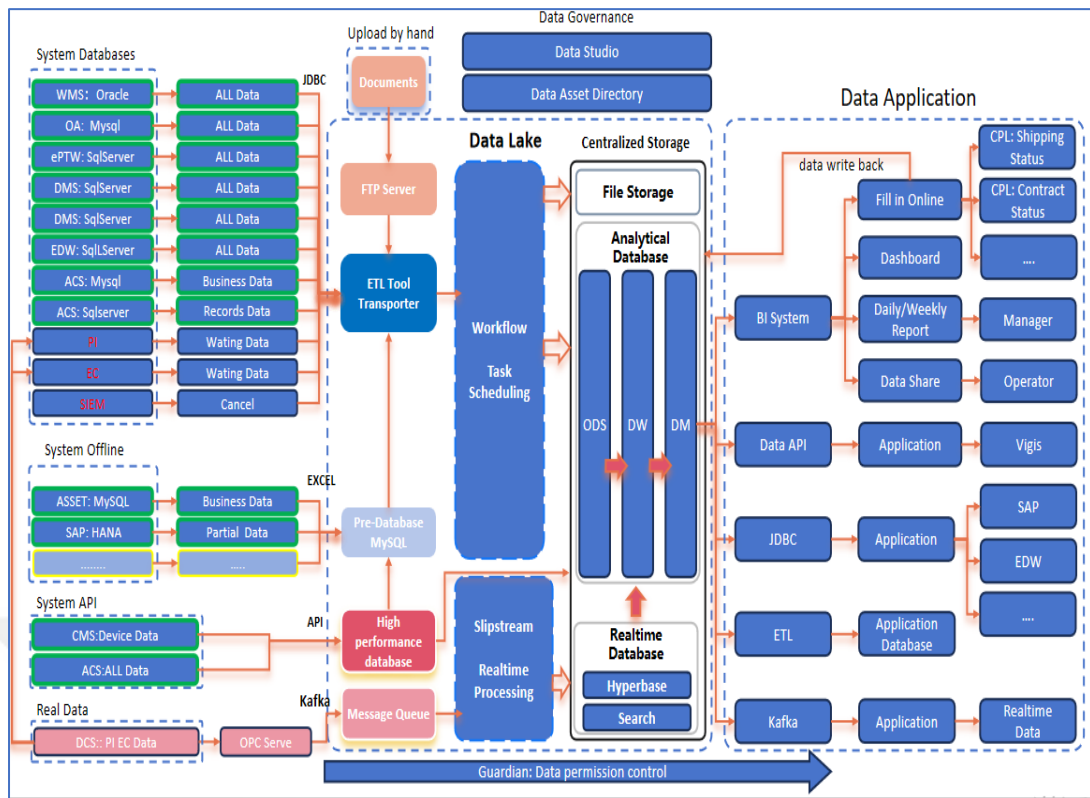 Data Governance
Upload by hand
System Databases
Data Studio
Documents
JDBC
WMS: Oracle
ALL Data
Data Asset Directory
Data Application
OA: Mysql
ALL Data
Data Lake
Centralized Storage
CPL: Shipping
Status
ePTW: SqlServer
ALL Data
data write back
FTP Server
File Storage
Fill in Online
CPL: Contract
Status
DMS: SqlServer
ALL Data
DMS: SqlServer
ALL Data
Analytical
Database
Dashboard
....
EDW: SqlLServer
ALL Data
ETL Tool
Transporter
ACS: Mysql
Business Data
ACS: Sqlserver
Records Data
BI System
Daily/Weekly
Report
Manager
Workflow
Task
Scheduling
PI
Wating Data
EC
Wating Data
Data Share
Operator
SIEM
Cancel
ODS
DW
DM
System Offline
Data API
Application
Vigis
EXCEL
ASSET: MySQL
Business Data
SAP: HANA
Partial Data
Pre-Database
MySQL
SAP
JDBC
Application
EDW
........
.....
....
System API
API
CMS:Device Data
High
performance
database
Slipstream
Realtime
Processing
ETL
Application
Database
ACS:ALL Data
Realtime
Database
Hyperbase
Search
Real Data
Kafka
Message Queue
DCS:: PI EC Data
OPC Serve
Kafka
Application
Realtime
Data
Guardian: Data permission control